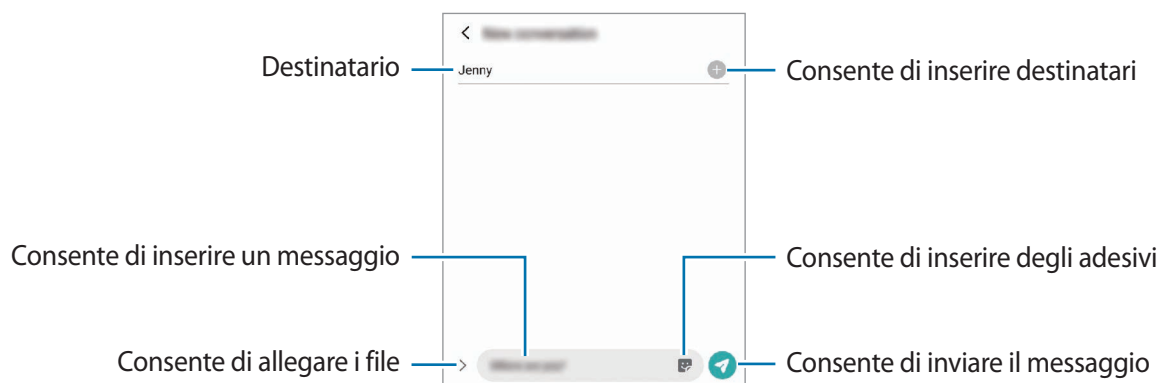 Destinatario
Jenny
Consente di inserire destinatari
Consente di inserire un messaggio
Consente di inserire degli adesivi
Consente di allegare i file
Consente di inviare il messaggio